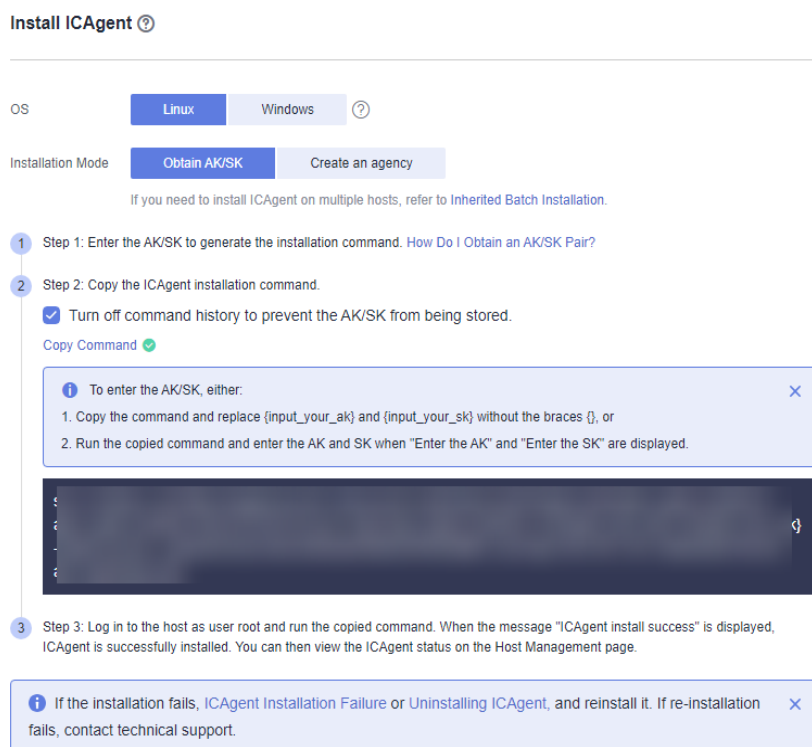 Install ICAgent
OS Linux Windows
Installation Mode Obtain AK/SK Create an agency
If you need to install ICAgent on multiple hosts, refer to Inherited Batch Installation.
1 Step 1: Enter the AK/SK to generate the installation command. How Do I Obtain an AK/SK Pair?
2 Step 2: Copy the ICAgent installation command.
Turn off command history to prevent the AK/SK from being stored.
Copy Command
To enter the AK/SK, either:
1. Copy the command and replace {input_your_ak} and {input_your_sk} without the braces {}, or
2. Run the copied command and enter the AK and SK when "Enter the AK" and "Enter the SK" are displayed.
3 Step 3: Log in to the host as user root and run the copied command. When the message "ICAgent install success" is displayed,
ICAgent is successfully installed. You can then view the ICAgent status on the Host Management page.
If the installation fails, ICAgent Installation Failure or Uninstalling ICAgent, and reinstall it. If re-installation
fails, contact technical support.